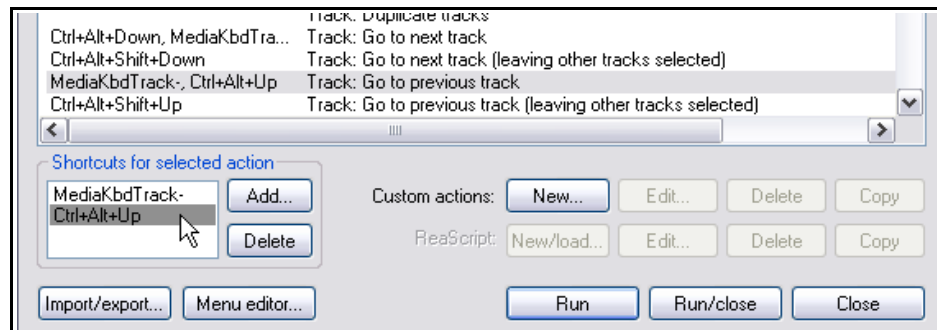 Track: Duplicate tracks
Ctrl+Alt+Down, MediaKbdTra... Track: Go to next track
Ctrl+Alt+Shift+Down Track: Go to next track (leaving other tracks selected)
MediaKbdTrack-, Ctrl+Alt+Up Track: Go to previous track
Ctrl+Alt+Shift+Up Track: Go to previous track (leaving other tracks selected)
Shortcuts for selected action
MediaKbdTrack- Add... Custom actions: New... Edit... Delete Copy
Ctrl+Alt+Up
Delete ReaScript: New/load... Edit... Delete Copy
Import/export... Menu editor... Run Run/close Close